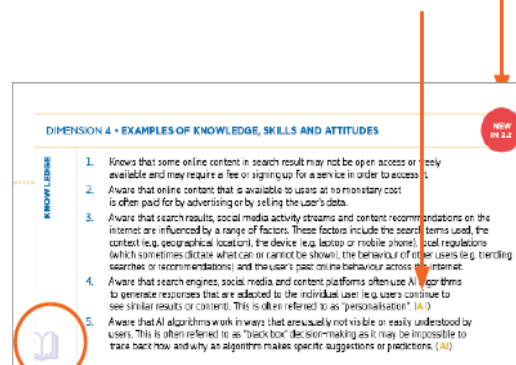 DIMENSION 4 • EXAMPLES OF KNOWLEDGE, SKILLS AND ATTITUDES
NEW
IN 2.2
KNOWLEDGE
1. Knows that some online content in search result may not be open access or freely
available and may require a fee or signing up for a service in order to access it.
2. Aware that online content that is available to users at no monetary cost
is often paid for by advertising or by selling the user's data.
3. Aware that search results, social media activity streams and content recommendations on the
internet are influenced by a range of factors. These factors include the search terms used, the
context (e.g. geographical location), the device (e.g. laptop or mobile phone), local regulations
(which sometimes dictate what can or cannot be shown), the behaviour of other users (e.g. trending
searches or recommendations) and the user's past online behaviour across the internet.
4. Aware that search engines, social media and content platforms often use AI algorithms
to generate responses that are adapted to the individual user (e.g. users continue to
see similar results or content). This is often referred to as "personalisation". (AI)
5. Aware that AI algorithms work in ways that are usually not visible or easily understood by
users. This is often referred to as "black box" decision-making as it may be impossible to
trace back how and why an algorithm makes specific suggestions or predictions. (AI)